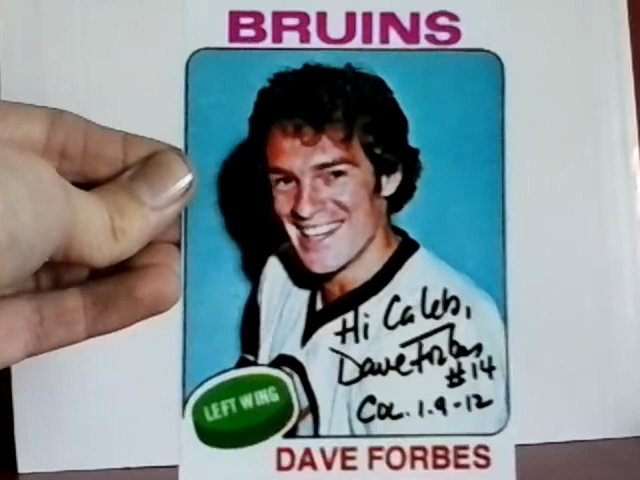 BRUINS
Hi Caleb,
Dave Forbes
#14
COL. 1.9-12
LEFT WING
DAVE FORBES